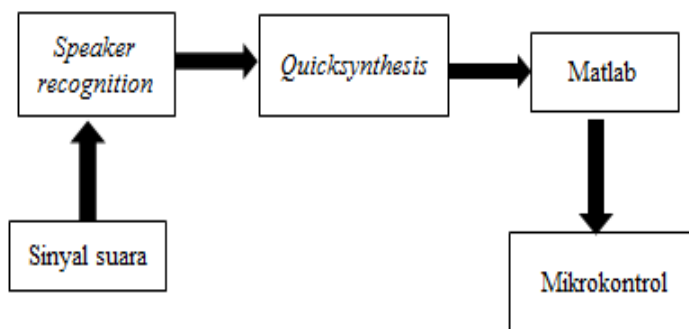 Speaker
recognition
Quicksynthesis
Matlab
Sinyal suara
Mikrokontrol